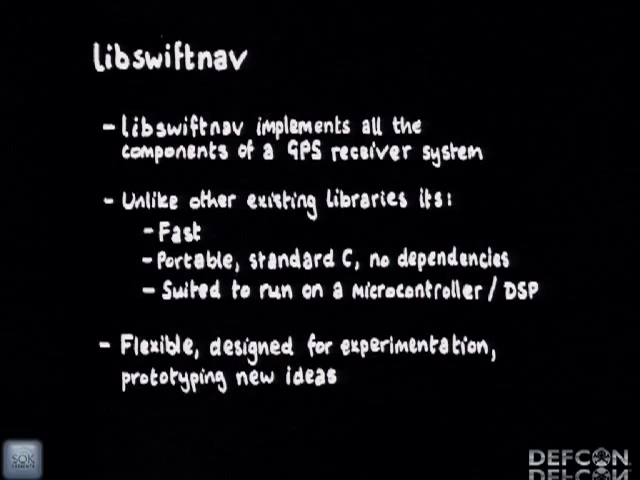 libswiftnav
- libswiftnav implements all the
components of a GPS receiver system
- Unlike other existing libraries its:
- Fast
- Portable, standard C, no dependencies
- Suited to run on a microcontroller / DSP
- Flexible, designed for experimentation,
prototyping new ideas
SOK
DEFCON